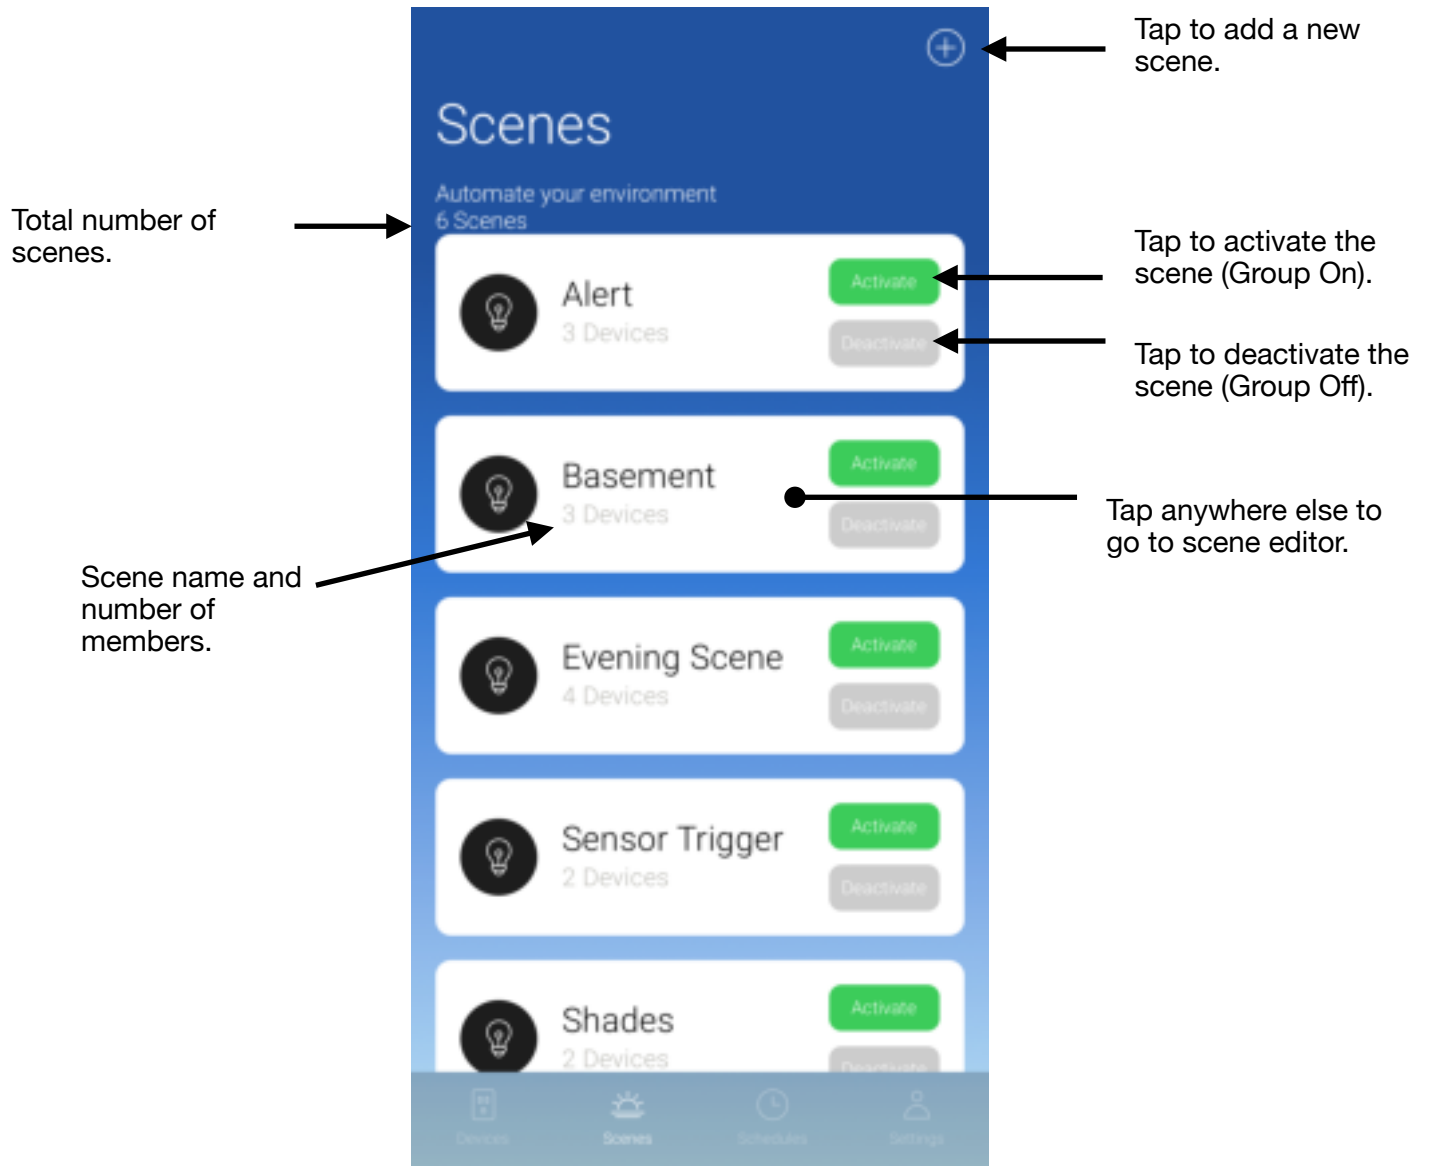 Tap to add a new
scene.
Scenes
Automate your environment
6 Scenes
Total number of
scenes.
Alert
3 Devices
Activate
Deactivate
Tap to activate the
scene (Group On).
Tap to deactivate the
scene (Group Off).
Basement
3 Devices
Activate
Deactivate
Tap anywhere else to
go to scene editor.
Scene name and
number of
members.
Evening Scene
4 Devices
Activate
Deactivate
Sensor Trigger
2 Devices
Activate
Deactivate
Shades
2 Devices
Activate
Deactivate
Devices
Scenes
Schedules
Settings